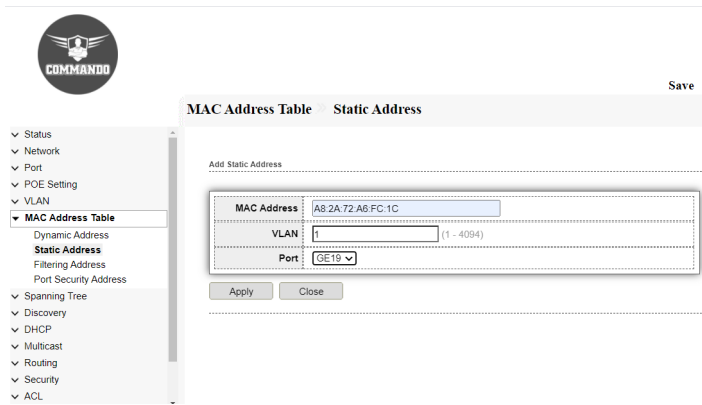 COMMANDO
Save
MAC Address Table » Static Address
Status
Network
Port
POE Setting
VLAN
MAC Address Table
Dynamic Address
Static Address
Filtering Address
Port Security Address
Spanning Tree
Discovery
DHCP
Multicast
Routing
Security
ACL
Add Static Address
MAC Address A8:2A:72:A6:FC:1C
VLAN 1 (1 - 4094)
Port GE19
Apply Close